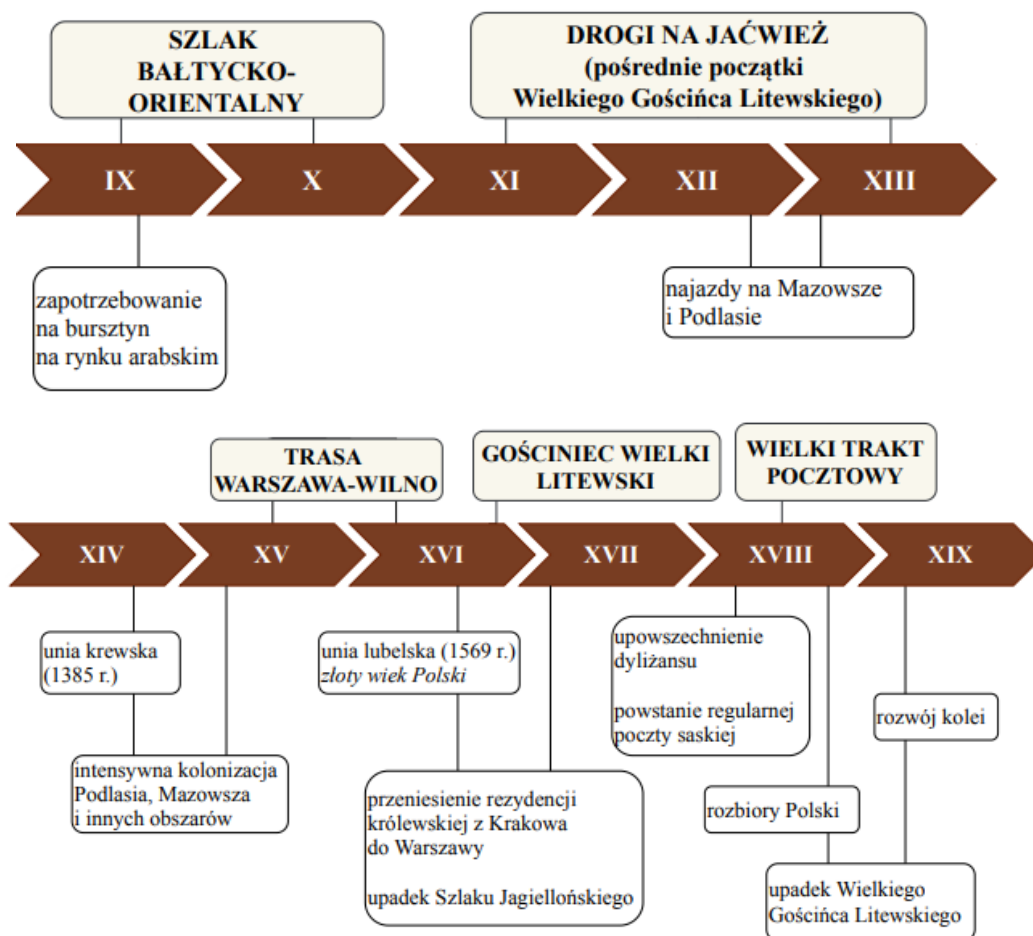 SZLAK
BAŁTYCKO-
ORIENTALNY
DROGI NA JAĆWIEŻ
(pośrednie początki
Wielkiego Gościńca Litewskiego)
IX
X
XI
XII
XIII
zapotrzebowanie
na bursztyn
na rynku arabskim
najazdy na Mazowsze
i Podlasie
TRASA
WARSZAWA-WILNO
GOŚCINIEC WIELKI
LITEWSKI
WIELKI TRAKT
POCZTOWY
XIV
XV
XVI
XVII
XVIII
XIX
unia krewska
(1385 r.)
unia lubelska (1569 r.)
złoty wiek Polski
upowszechnienie
dyliżansu
powstanie regularnej
poczty saskiej
rozwój kolei
intensywna kolonizacja
Podlasia, Mazowsza
i innych obszarów
przeniesienie rezydencji
królewskiej z Krakowa
do Warszawy
upadek Szlaku Jagiellońskiego
rozbiory Polski
upadek Wielkiego
Gościńca Litewskiego